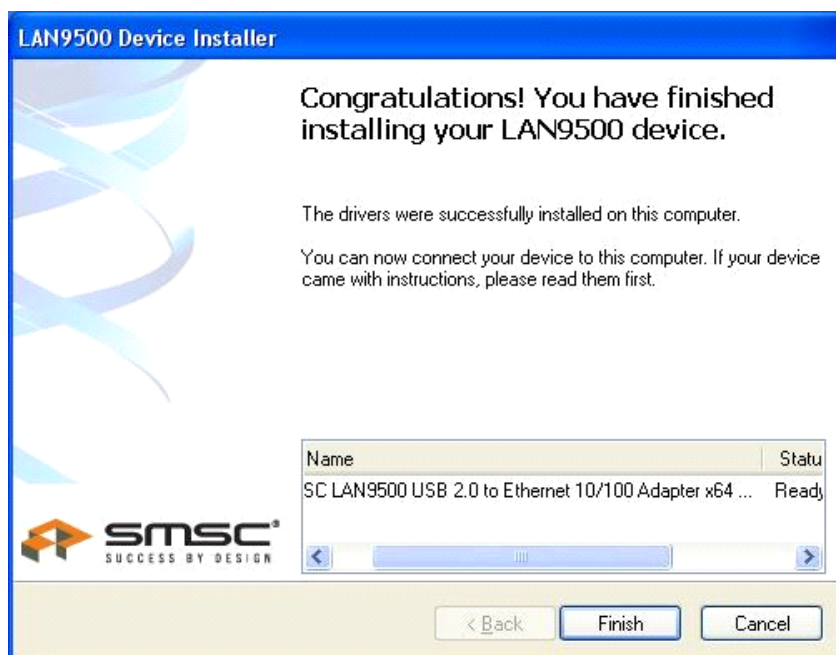 LAN9500 Device Installer
Congratulations! You have finished
installing your LAN9500 device.
The drivers were successfully installed on this computer.
You can now connect your device to this computer. If your device
came with instructions, please read them first.
Name Statu
SC LAN9500 USB 2.0 to Ethernet 10/100 Adapter x64 ... Ready
smsc®
SUCCESS BY DESIGN
< Back Finish Cancel